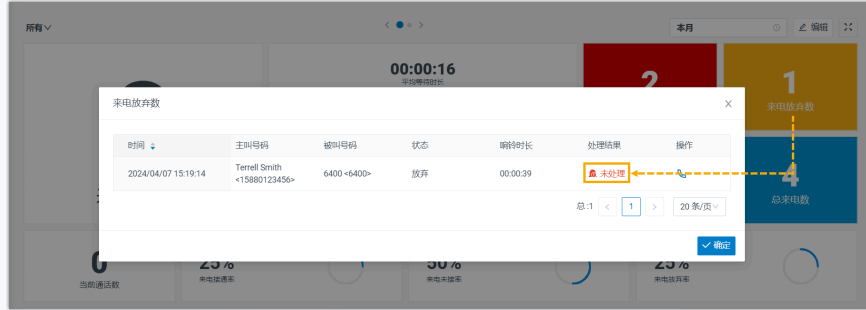 所有
本月
编辑
00:00:16
平均等待时长
2
1
来电放弃数
来电放弃数
时间 主叫号码 被叫号码 状态 响铃时长 处理结果 操作
2024/04/07 15:19:14 Terrell Smith <15880123456> 6400 <6400> 放弃 00:00:39 未处理
总:1 < 1 > 20 条/页
确定
4
总来电数
0
当前通话数
25%
来电接通率
50%
来电未接率
25%
来电放弃率